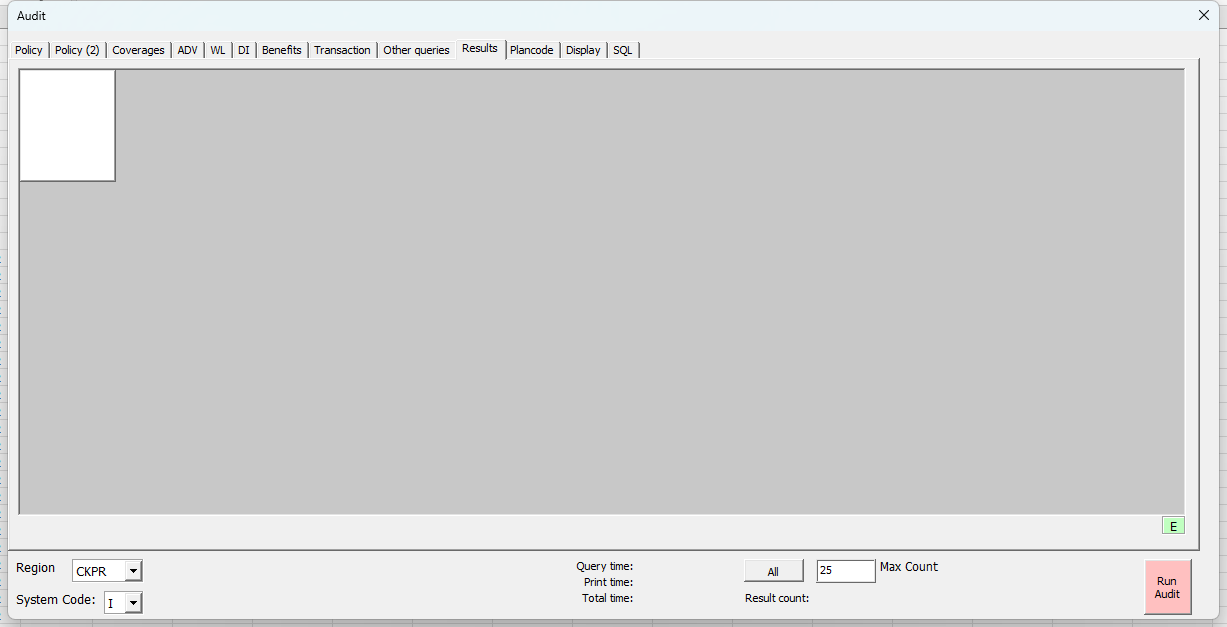 Audit
Policy Policy (2) Coverages ADV WL DI Benefits Transaction Other queries Results Plancode Display SQL
E
Region CKPR
System Code: I
Query time:
Print time:
Total time:
All 25 Max Count
Result count:
Run
Audit